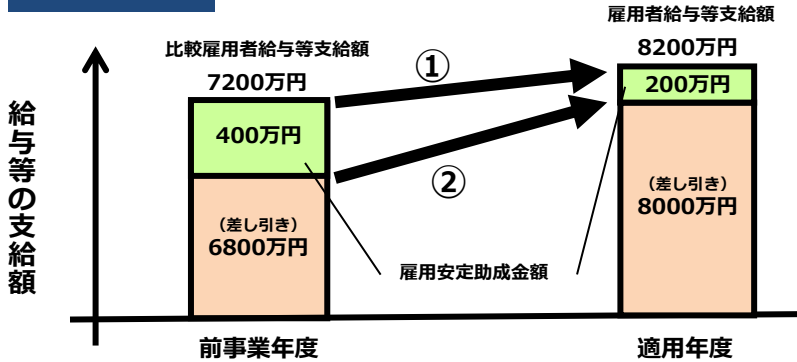 給与等の支給額
比較雇用者給与等支給額
7200万円
400万円
（差し引き）
6800万円
前事業年度
①
②
雇用安定助成金額
雇用者給与等支給額
8200万円
200万円
（差し引き）
8000万円
適用年度